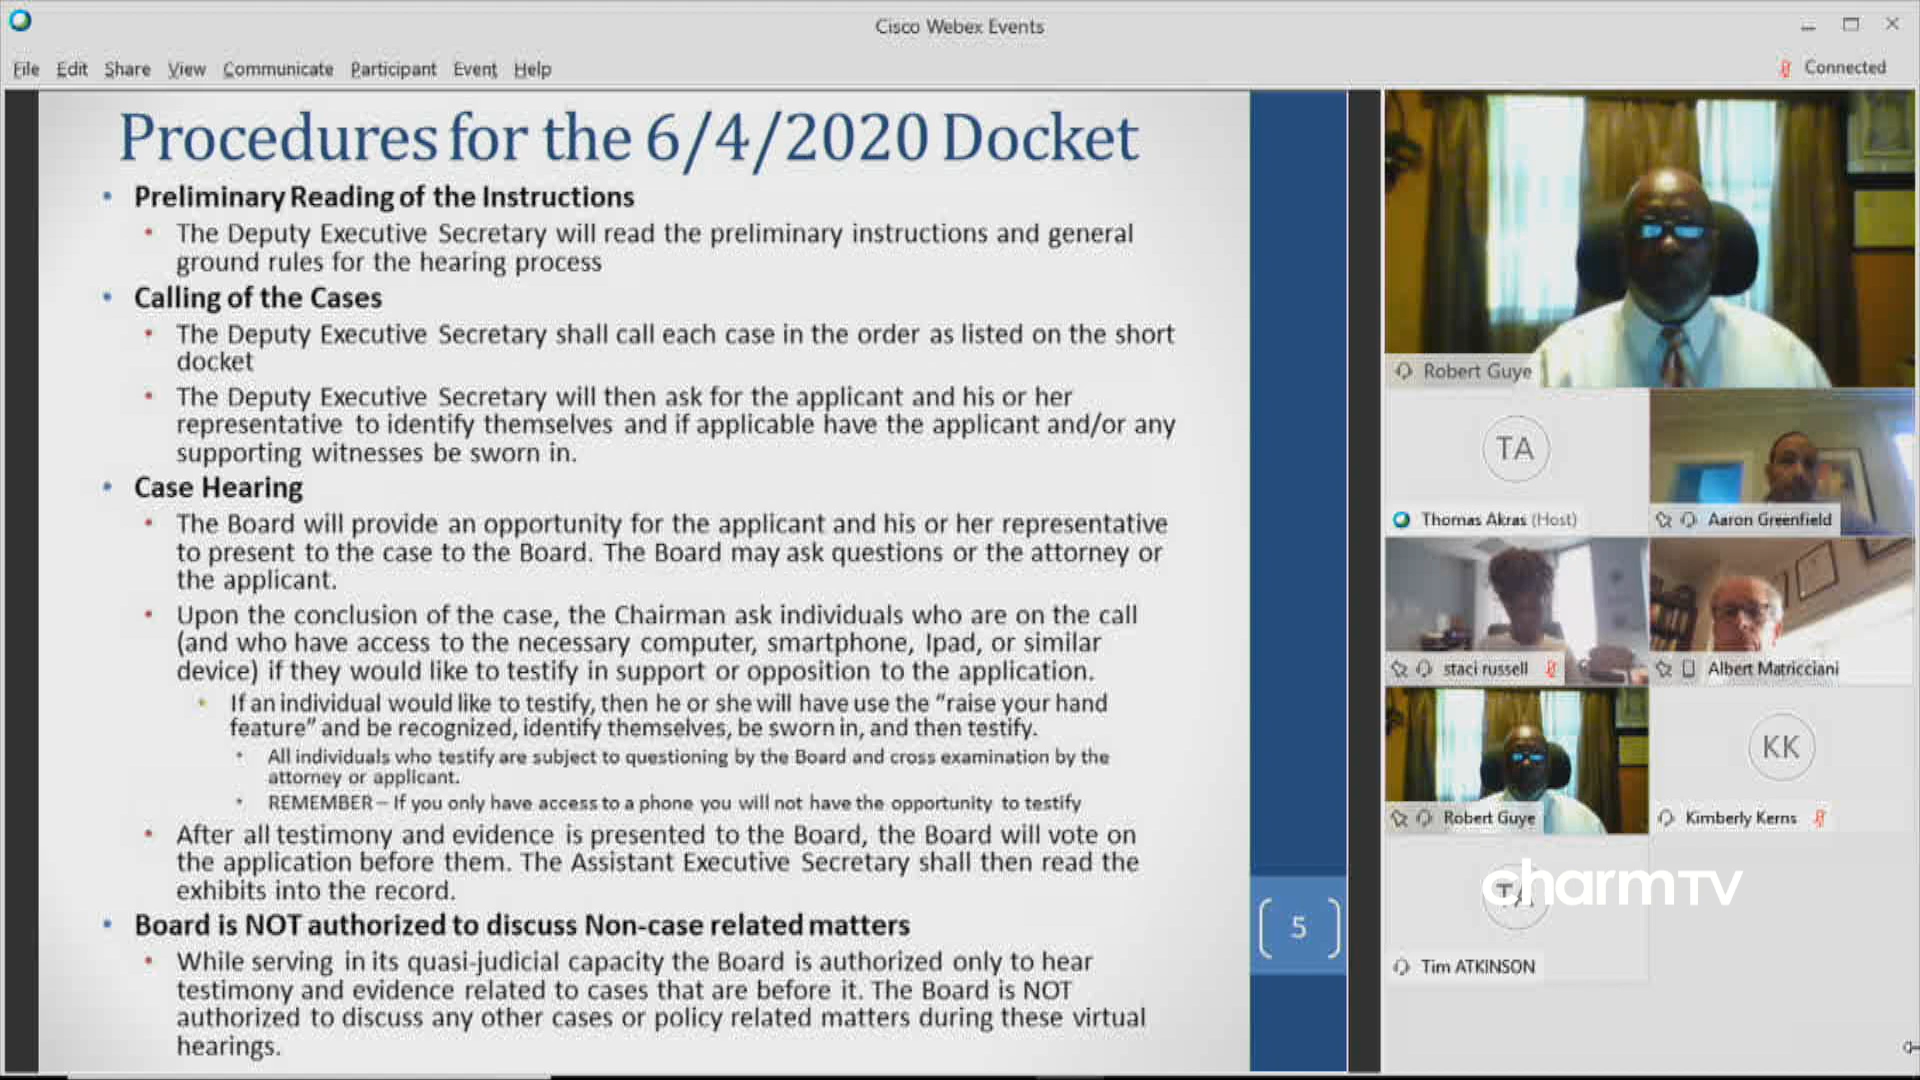 Cisco Webex Events
File Edit Share View Communicate Participant Event Help
Connected
Procedures for the 6/4/2020 Docket
• Preliminary Reading of the Instructions
• The Deputy Executive Secretary will read the preliminary instructions and general
ground rules for the hearing process
• Calling of the Cases
• The Deputy Executive Secretary shall call each case in the order as listed on the short
docket
• The Deputy Executive Secretary will then ask for the applicant and his or her
representative to identify themselves and if applicable have the applicant and/or any
supporting witnesses be sworn in.
• Case Hearing
• The Board will provide an opportunity for the applicant and his or her representative
to present to the case to the Board. The Board may ask questions or the attorney or
the applicant.
• Upon the conclusion of the case, the Chairman ask individuals who are on the call
(and who have access to the necessary computer, smartphone, Ipad, or similar
device) if they would like to testify in support or opposition to the application.
• If an individual would like to testify, then he or she will have use the “raise your hand
feature” and be recognized, identify themselves, be sworn in, and then testify.
• All individuals who testify are subject to questioning by the Board and cross examination by the
attorney or applicant.
• REMEMBER – If you only have access to a phone you will not have the opportunity to testify
• After all testimony and evidence is presented to the Board, the Board will vote on
the application before them. The Assistant Executive Secretary shall then read the
exhibits into the record.
• Board is NOT authorized to discuss Non-case related matters
• While serving in its quasi-judicial capacity the Board is authorized only to hear
testimony and evidence related to cases that are before it. The Board is NOT
authorized to discuss any other cases or policy related matters during these virtual
hearings.
5
Robert Guye
TA
Thomas Akras (Host)
Aaron Greenfield
staci russell
Albert Matricciani
Robert Guye
KK
Kimberly Kerns
TA
charmTV
Tim ATKINSON